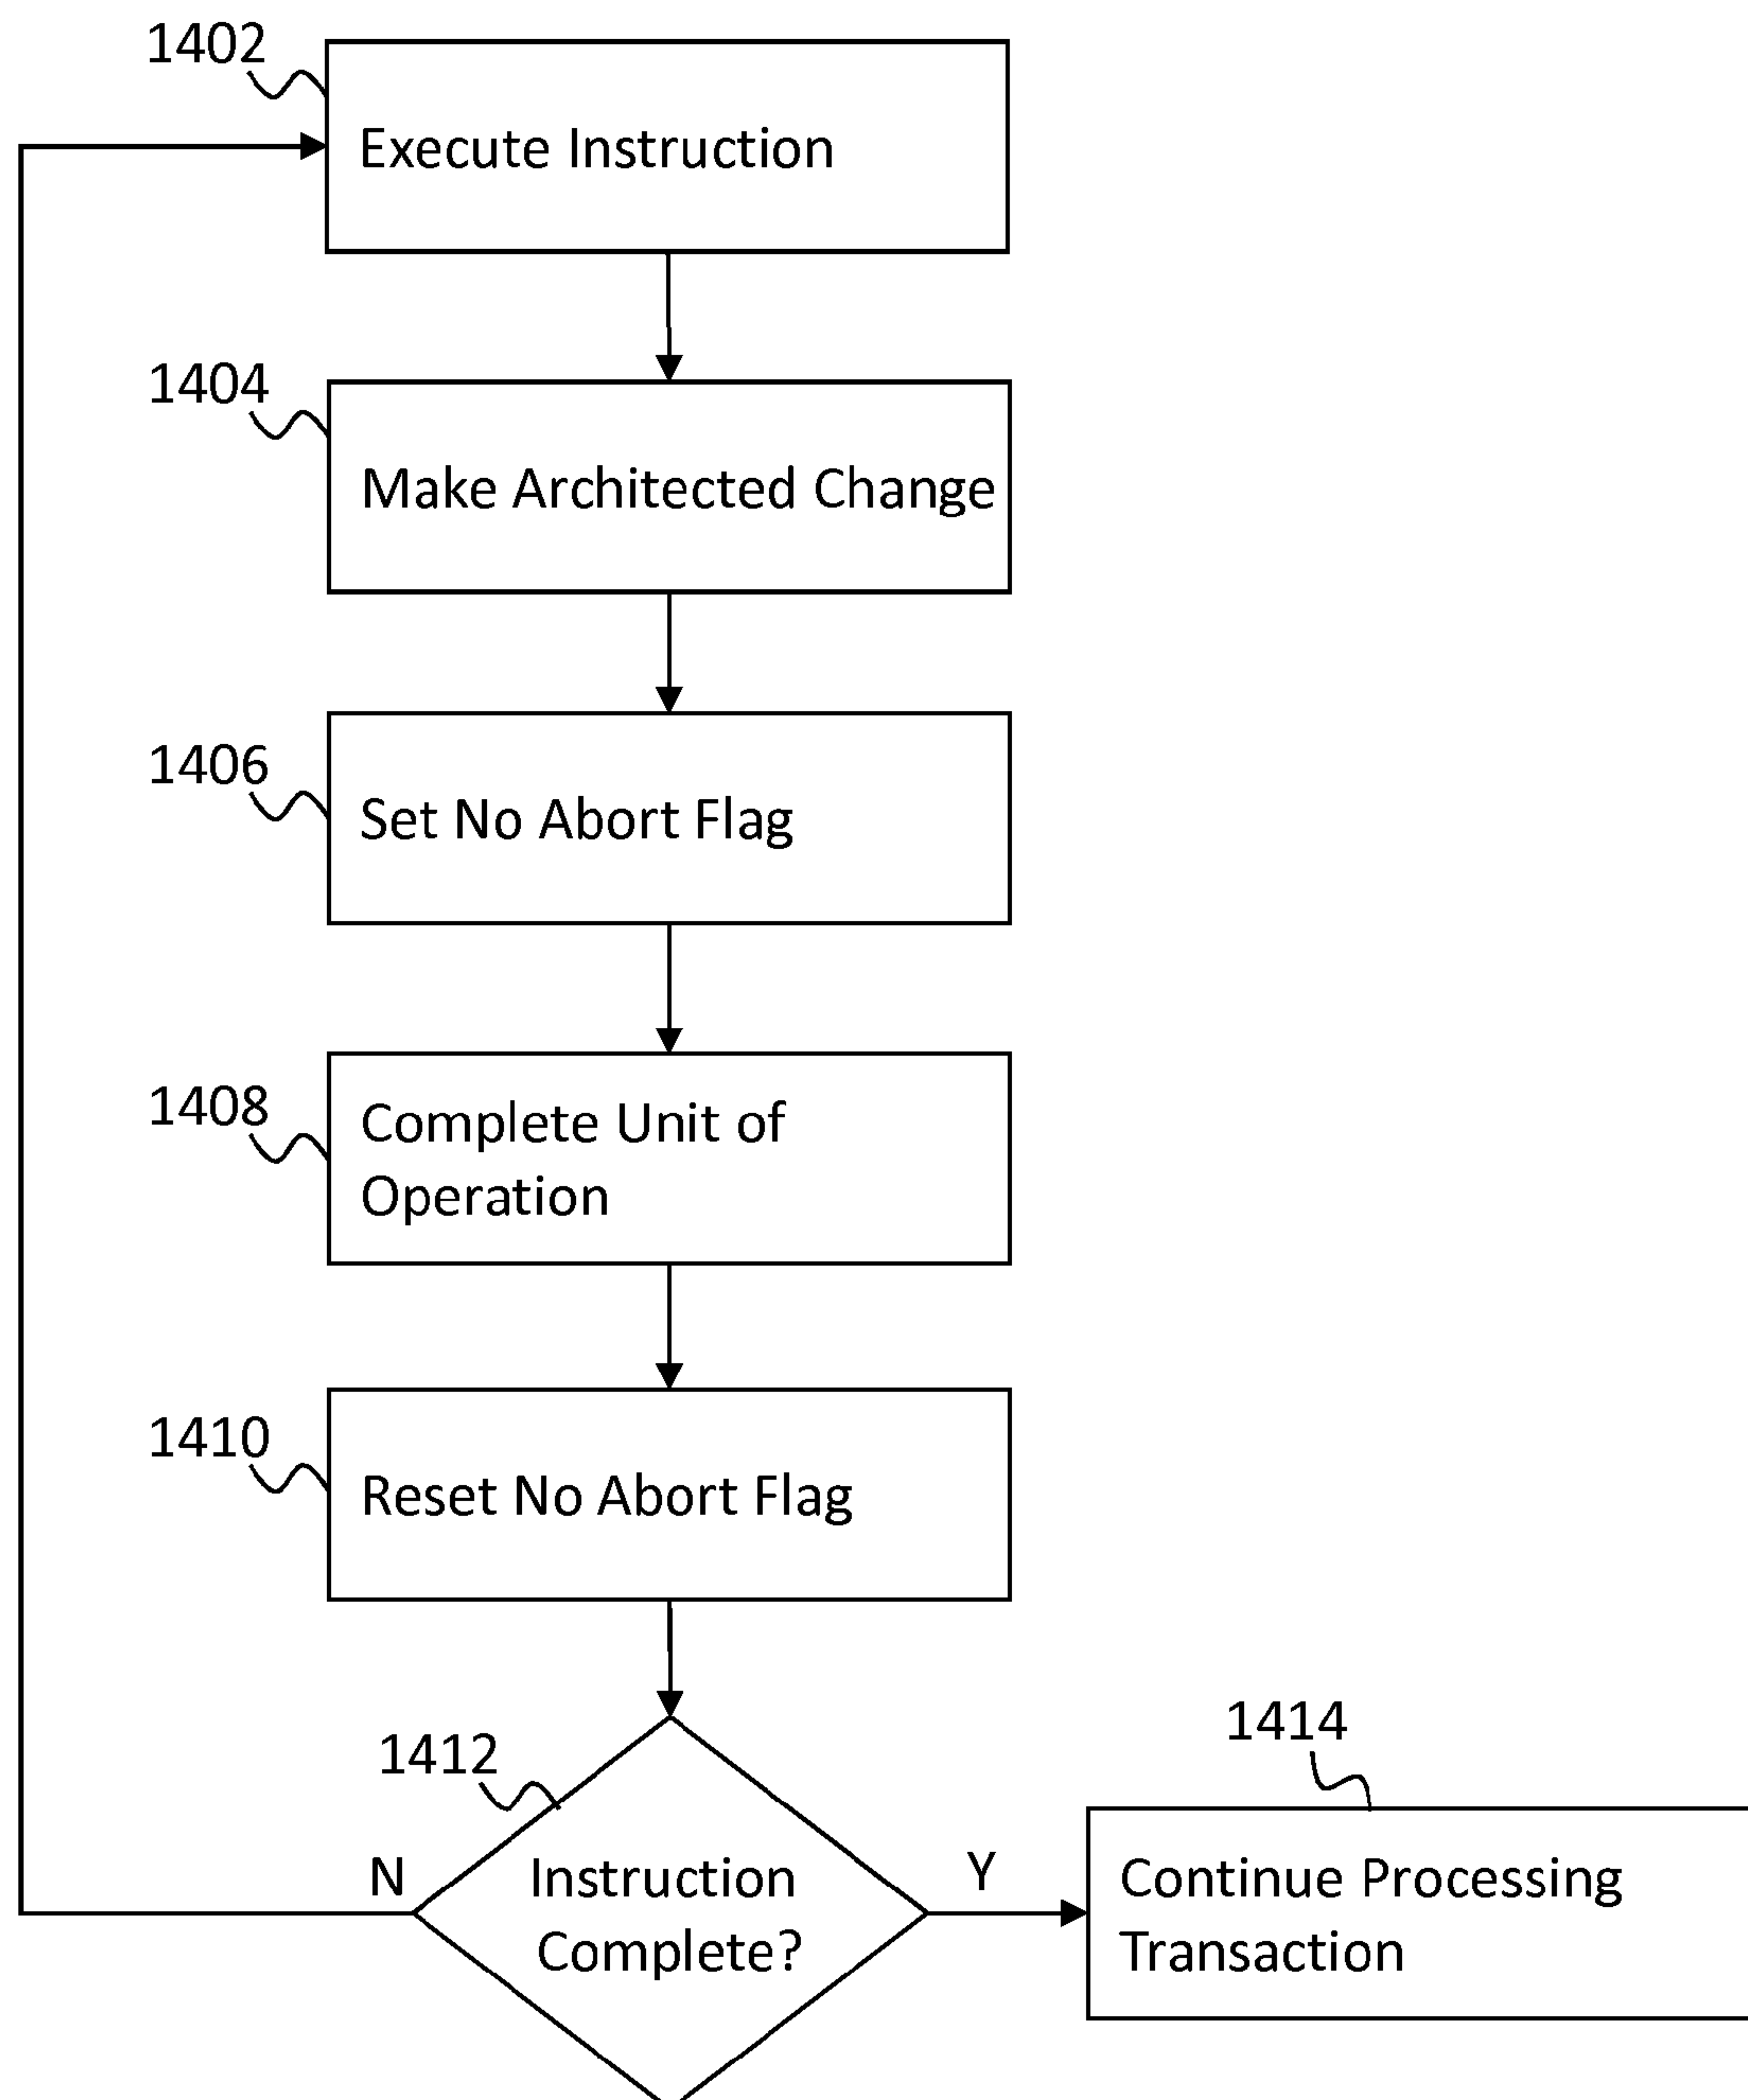 1402
Execute Instruction
1404
Make Architected Change
1406
Set No Abort Flag
1408
Complete Unit of
Operation
1410
Reset No Abort Flag
1412
1414
N
Instruction
Complete?
Y
Continue Processing
Transaction